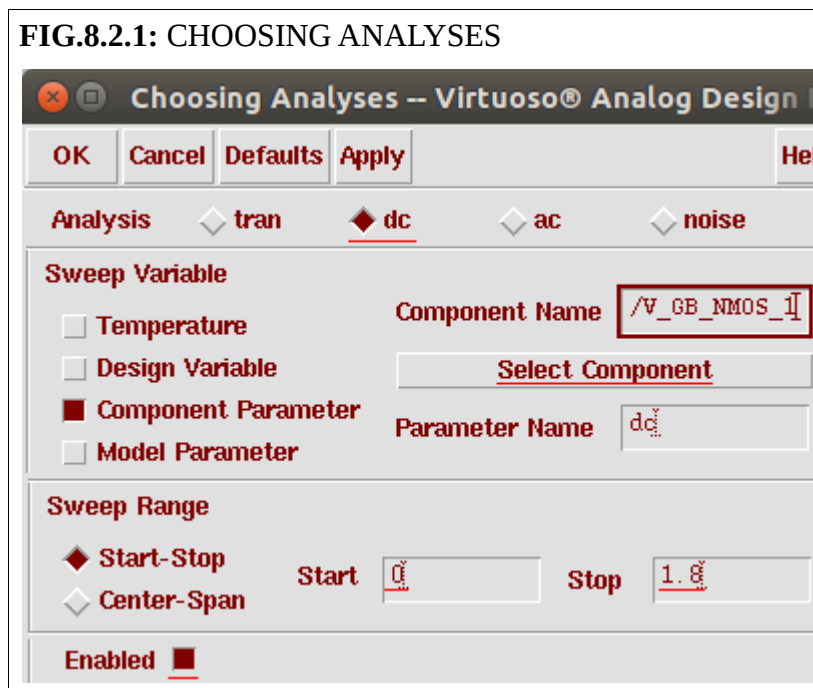 FIG.8.2.1: CHOOSING ANALYSES
Choosing Analyses -- Virtuoso® Analog Design
OK Cancel Defaults Apply
Analysis tran dc ac noise
Sweep Variable
Temperature Component Name /V_GB_NMOS_1
Design Variable Select Component
Component Parameter Parameter Name dc
Model Parameter
Sweep Range
Start-Stop Start 0 Stop 1.8
Center-Span
Enabled